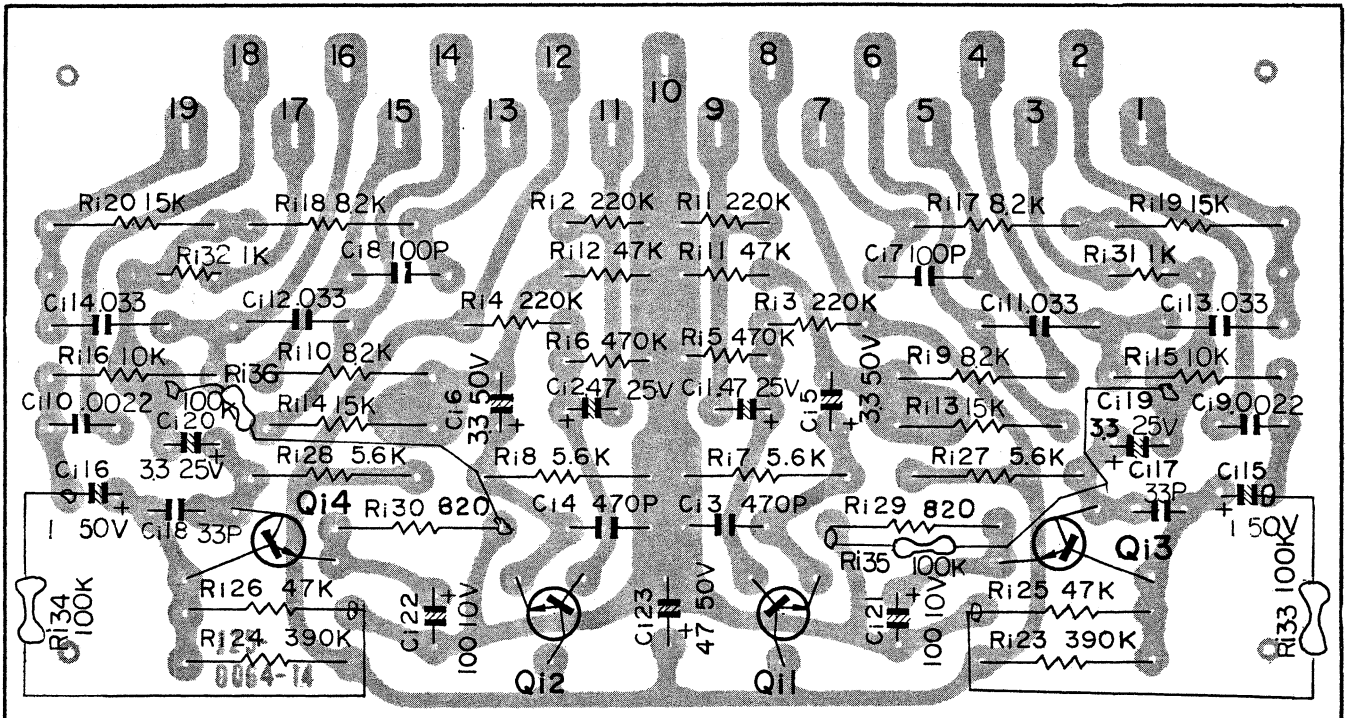 18 16 14 12 10 8 6 4 2
19 17 15 13 11 9 7 5 3 1
Ri20 15K Ri18 82K Ri2 220K Ri1 220K Ri17 8.2K Ri19 15K
Ri32 1K Ci8 100P Ri12 47K Ri11 47K Ci7 100P Ri31 1K
Ci14 .033 Ci12 .033 Ri4 220K Ri3 220K Ci11 .033 Ci13 .033
Ri16 10K Ri10 82K Ri6 470K Ri5 470K Ri9 8.2K Ri15 10K
Ri36 100K
Ci10 .0022 Ri14 15K Ci6 33 50V Ci2 47 25V Ci1 .47 25V Ci5 3.3 50V Ri13 15K Ci19 3.3 25V Ci9 .0022
Ci20 33 25V
Ri28 5.6K Ri8 5.6K Ri7 5.6K Ri27 5.6K
Ci16 1 50V Ci18 33P Qi4 Ri30 820 Ci4 470P Ci3 470P Ri29 820 Ci17 33P Ci15 1 50V
Ri35 100K Qi3
Ri34 100K Ri26 47K Ci22 100 10V Ci23 47 50V Ci21 100 10V Ri25 47K Ri33 100K
Ri24 390K Ri23 390K
0064-14 Qi2 Qi1